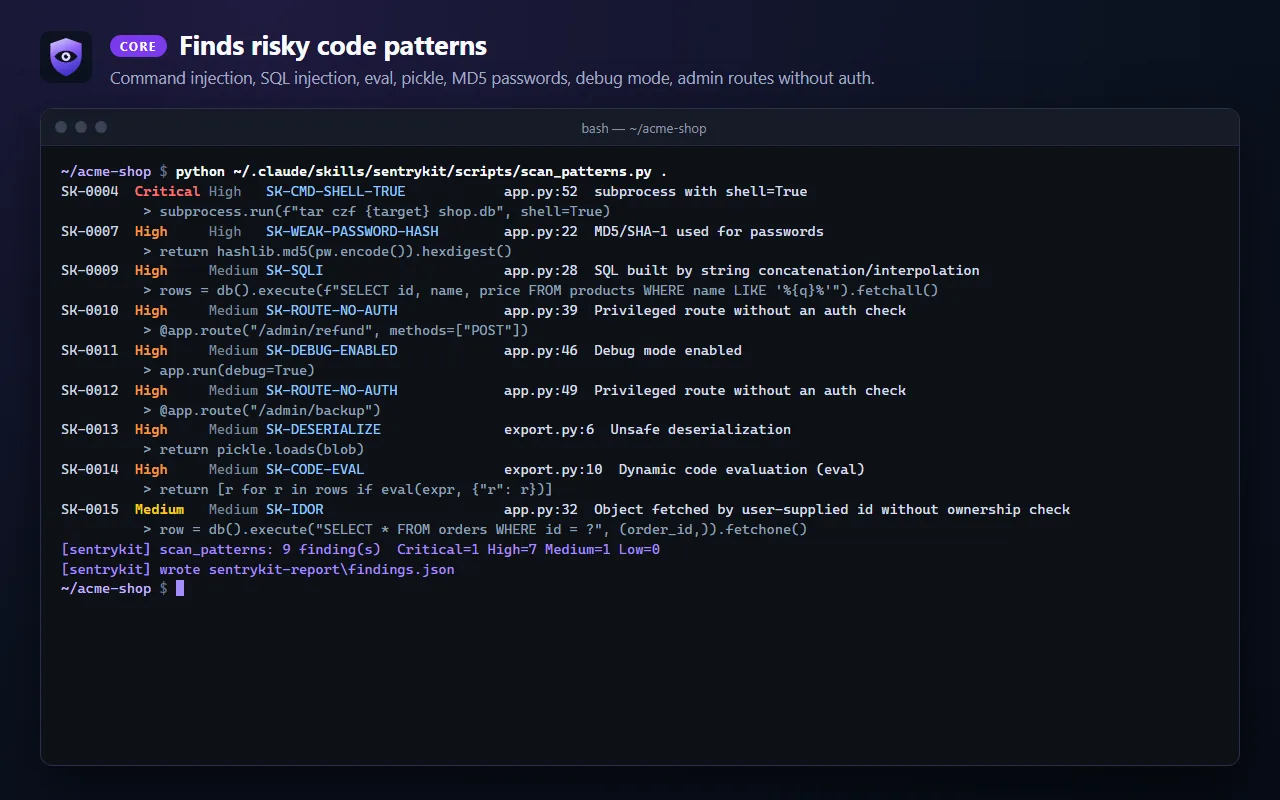 CORE Finds risky code patterns
Command injection, SQL injection, eval, pickle, MD5 passwords, debug mode, admin routes without auth.
bash — ~/acme-shop
~/acme-shop $ python ~/.claude/skills/sentrykit/scripts/scan_patterns.py .
SK-0004 Critical High SK-CMD-SHELL-TRUE app.py:52 subprocess with shell=True
> subprocess.run(f"tar czf {target} shop.db", shell=True)
SK-0007 High High SK-WEAK-PASSWORD-HASH app.py:22 MD5/SHA-1 used for passwords
> return hashlib.md5(pw.encode()).hexdigest()
SK-0009 High Medium SK-SQLI app.py:28 SQL built by string concatenation/interpolation
> rows = db().execute(f"SELECT id, name, price FROM products WHERE name LIKE '%{q}%'").fetchall()
SK-0010 High Medium SK-ROUTE-NO-AUTH app.py:39 Privileged route without an auth check
> @app.route("/admin/refund", methods=["POST"])
SK-0011 High Medium SK-DEBUG-ENABLED app.py:46 Debug mode enabled
> app.run(debug=True)
SK-0012 High Medium SK-ROUTE-NO-AUTH app.py:49 Privileged route without an auth check
> @app.route("/admin/backup")
SK-0013 High Medium SK-DESERIALIZE export.py:6 Unsafe deserialization
> return pickle.loads(blob)
SK-0014 High Medium SK-CODE-EVAL export.py:10 Dynamic code evaluation (eval)
> return [r for r in rows if eval(expr, {"r": r})]
SK-0015 Medium Medium SK-IDOR app.py:32 Object fetched by user-supplied id without ownership check
> row = db().execute("SELECT * FROM orders WHERE id = ?", (order_id,)).fetchone()
[sentrykit] scan_patterns: 9 finding(s) Critical=1 High=7 Medium=1 Low=0
[sentrykit] wrote sentrykit-report\findings.json
~/acme-shop $